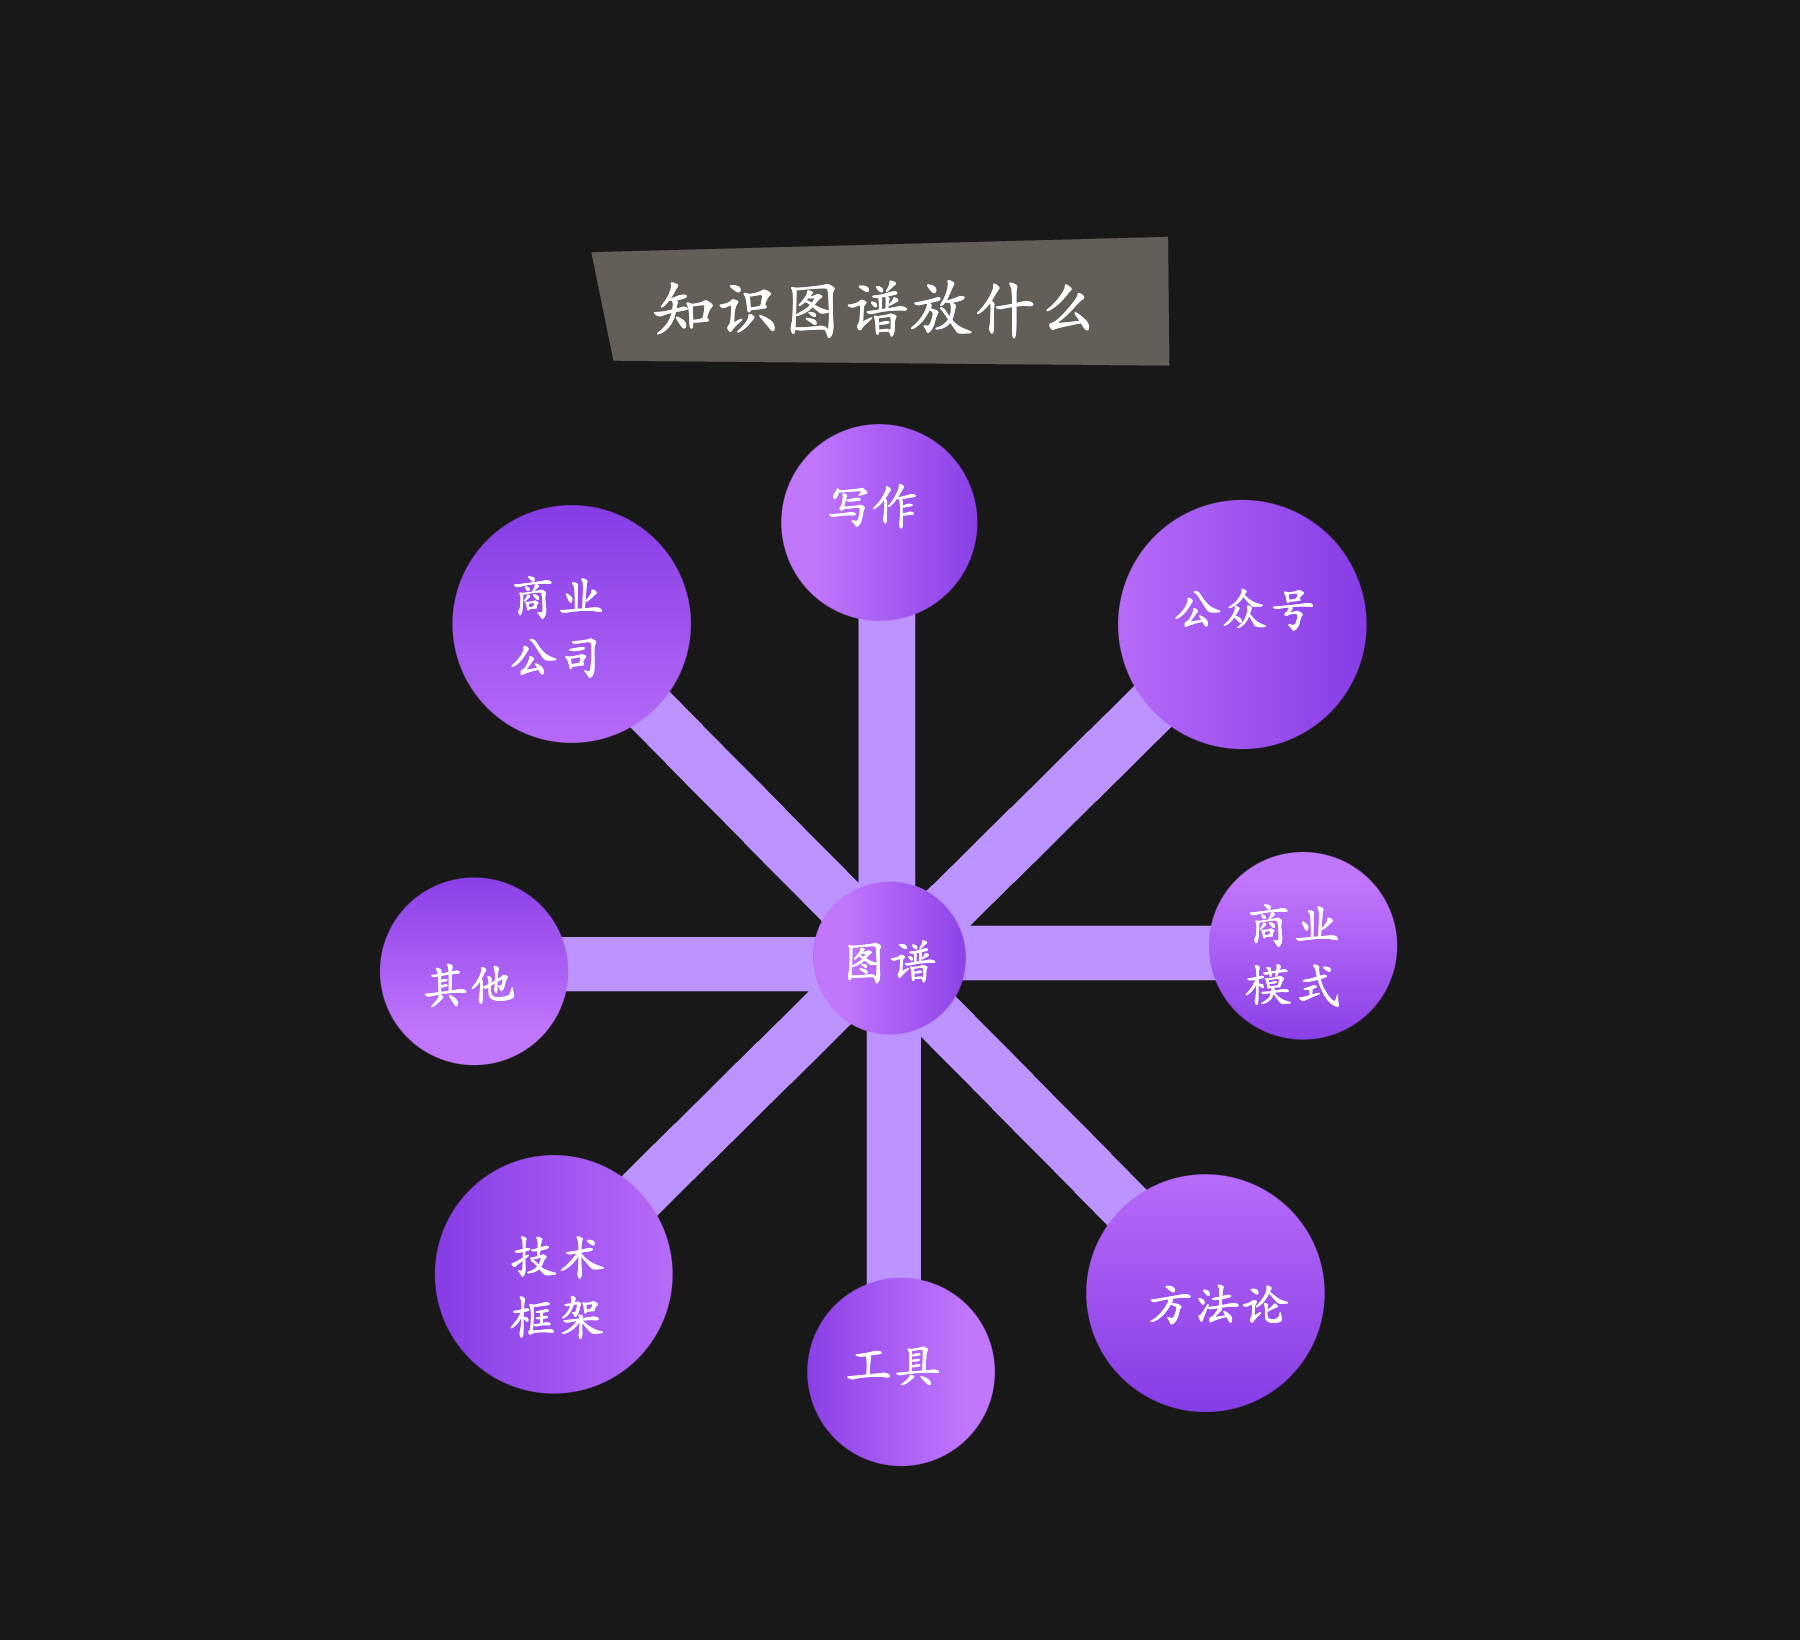 知识图谱放什么
写作
商业
公司
公众号
商业
模式
图谱
其他
技术
框架
方法论
工具